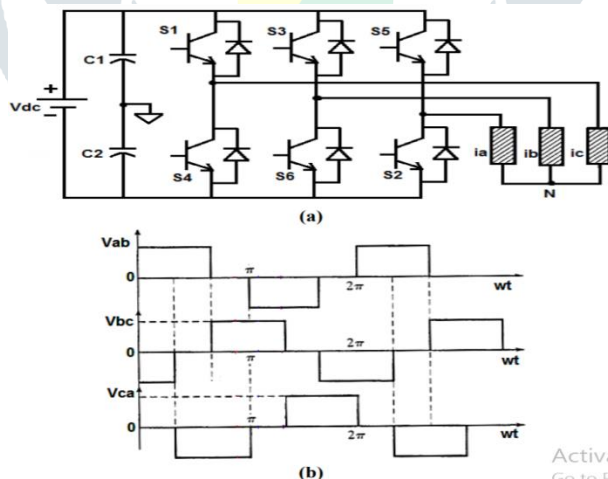 S1
S3
S5
C1
+
Vdc
−
C2
S4
S6
S2
ia
ib
ic
N
(a)
Vab
0
π
2π
wt
Vbc
0
π
2π
wt
Vca
0
π
2π
wt
(b)
Activa